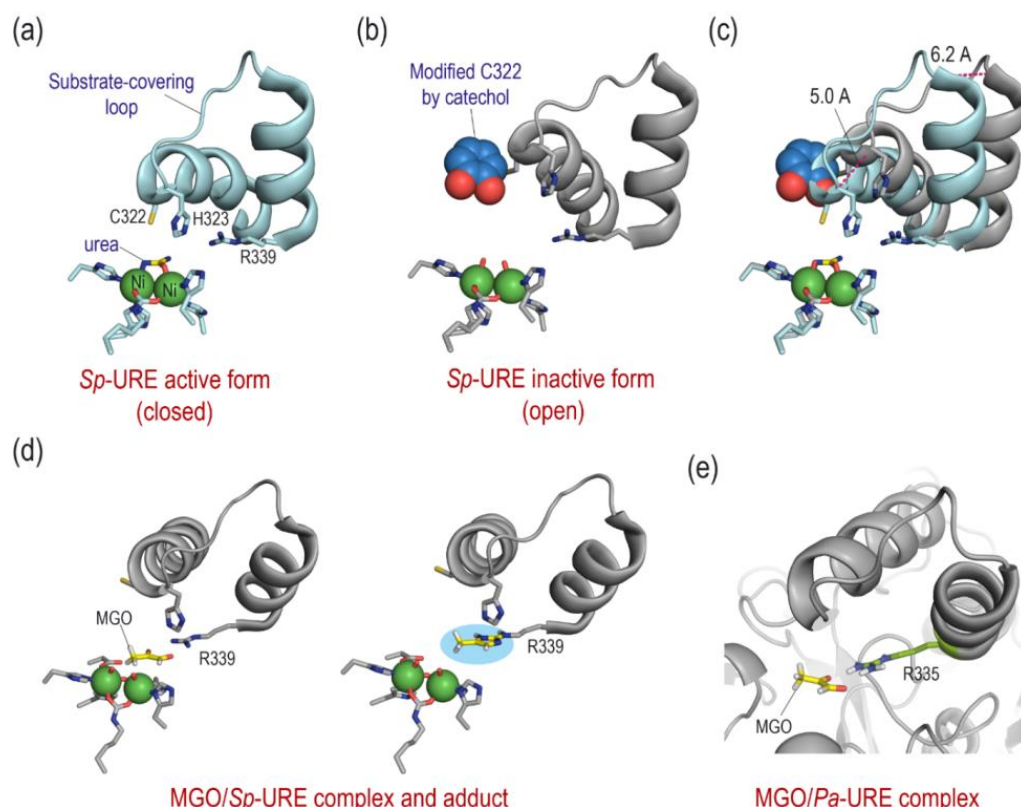 (a)
Substrate-covering
loop
C322
H323
R339
urea
Ni
Ni
Sp-URE active form
(closed)
(b)
Modified C322
by catechol
Sp-URE inactive form
(open)
(c)
6.2 A
5.0 A
(d)
MGO
R339
R339
MGO/Sp-URE complex and adduct
(e)
R335
MGO
MGO/Pa-URE complex